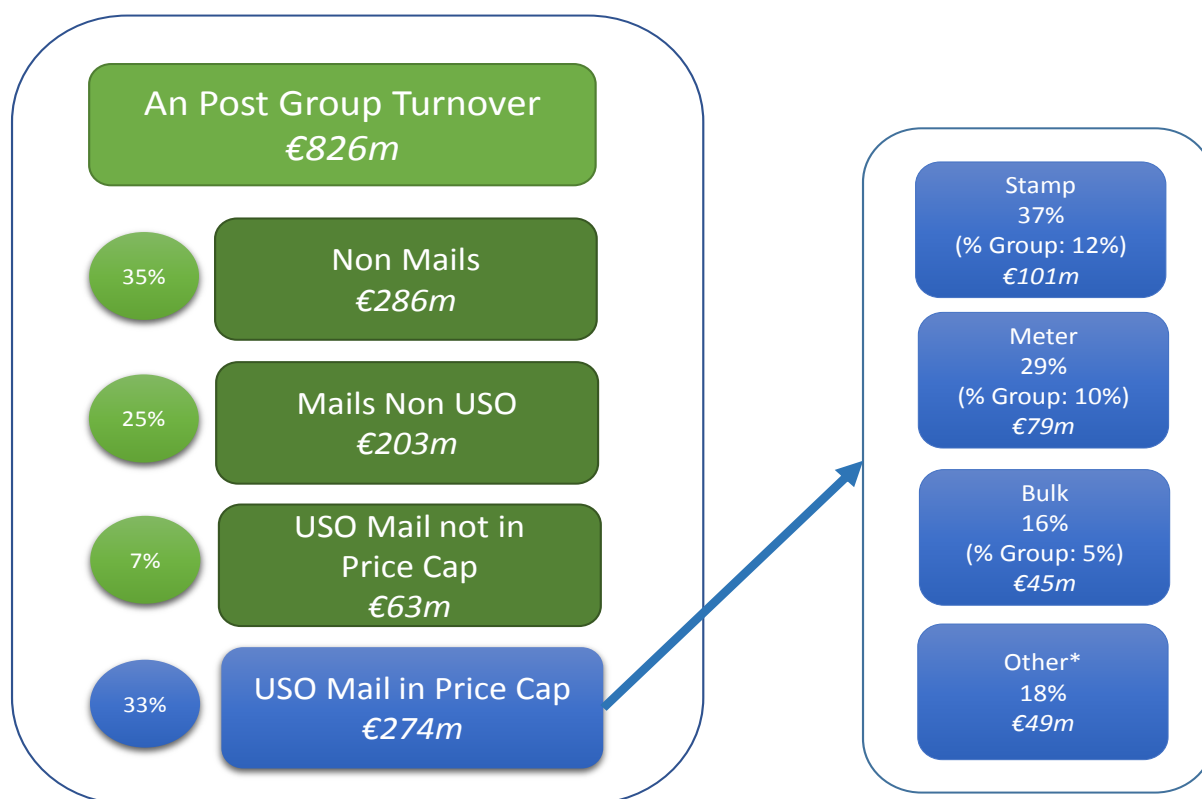 An Post Group Turnover
€826m
35%
Non Mails
€286m
25%
Mails Non USO
€203m
7%
USO Mail not in
Price Cap
€63m
33%
USO Mail in Price Cap
€274m
Stamp
37%
(% Group: 12%)
€101m
Meter
29%
(% Group: 10%)
€79m
Bulk
16%
(% Group: 5%)
€45m
Other*
18%
€49m